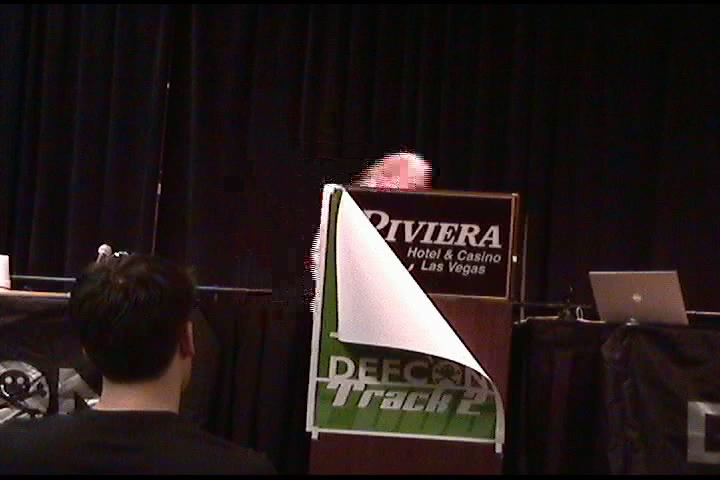 RIVIERA
Hotel & Casino
Las Vegas
DEFCON
Track 2